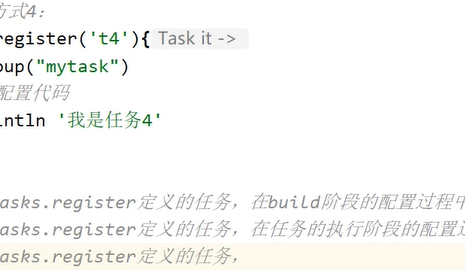 方式4:
register('t4'){ Task it ->
oup("mytask")
配置代码
intln '我是任务4'
asks.register定义的任务，在build阶段的配置过程中
asks.register定义的任务，在任务的执行阶段的配置过
asks.register定义的任务，